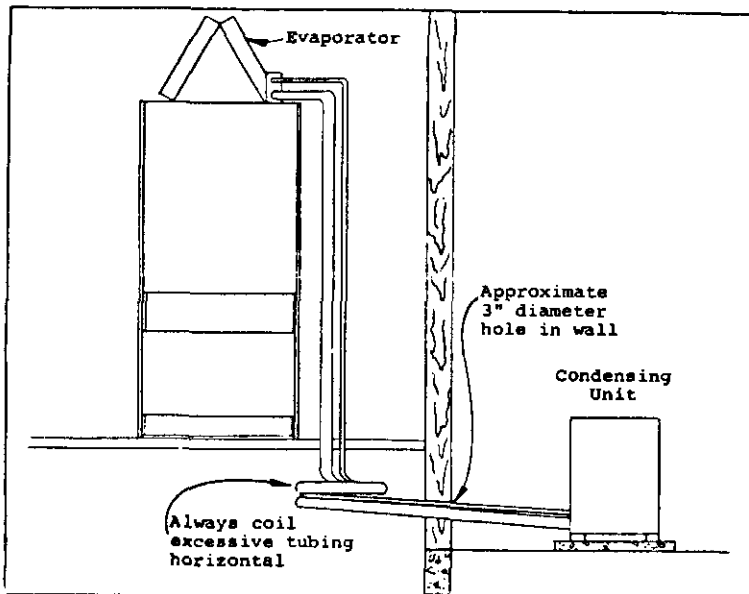 Evaporator
Approximate
3" diameter
hole in wall
Condensing
Unit
Always coil
excessive tubing
horizontal